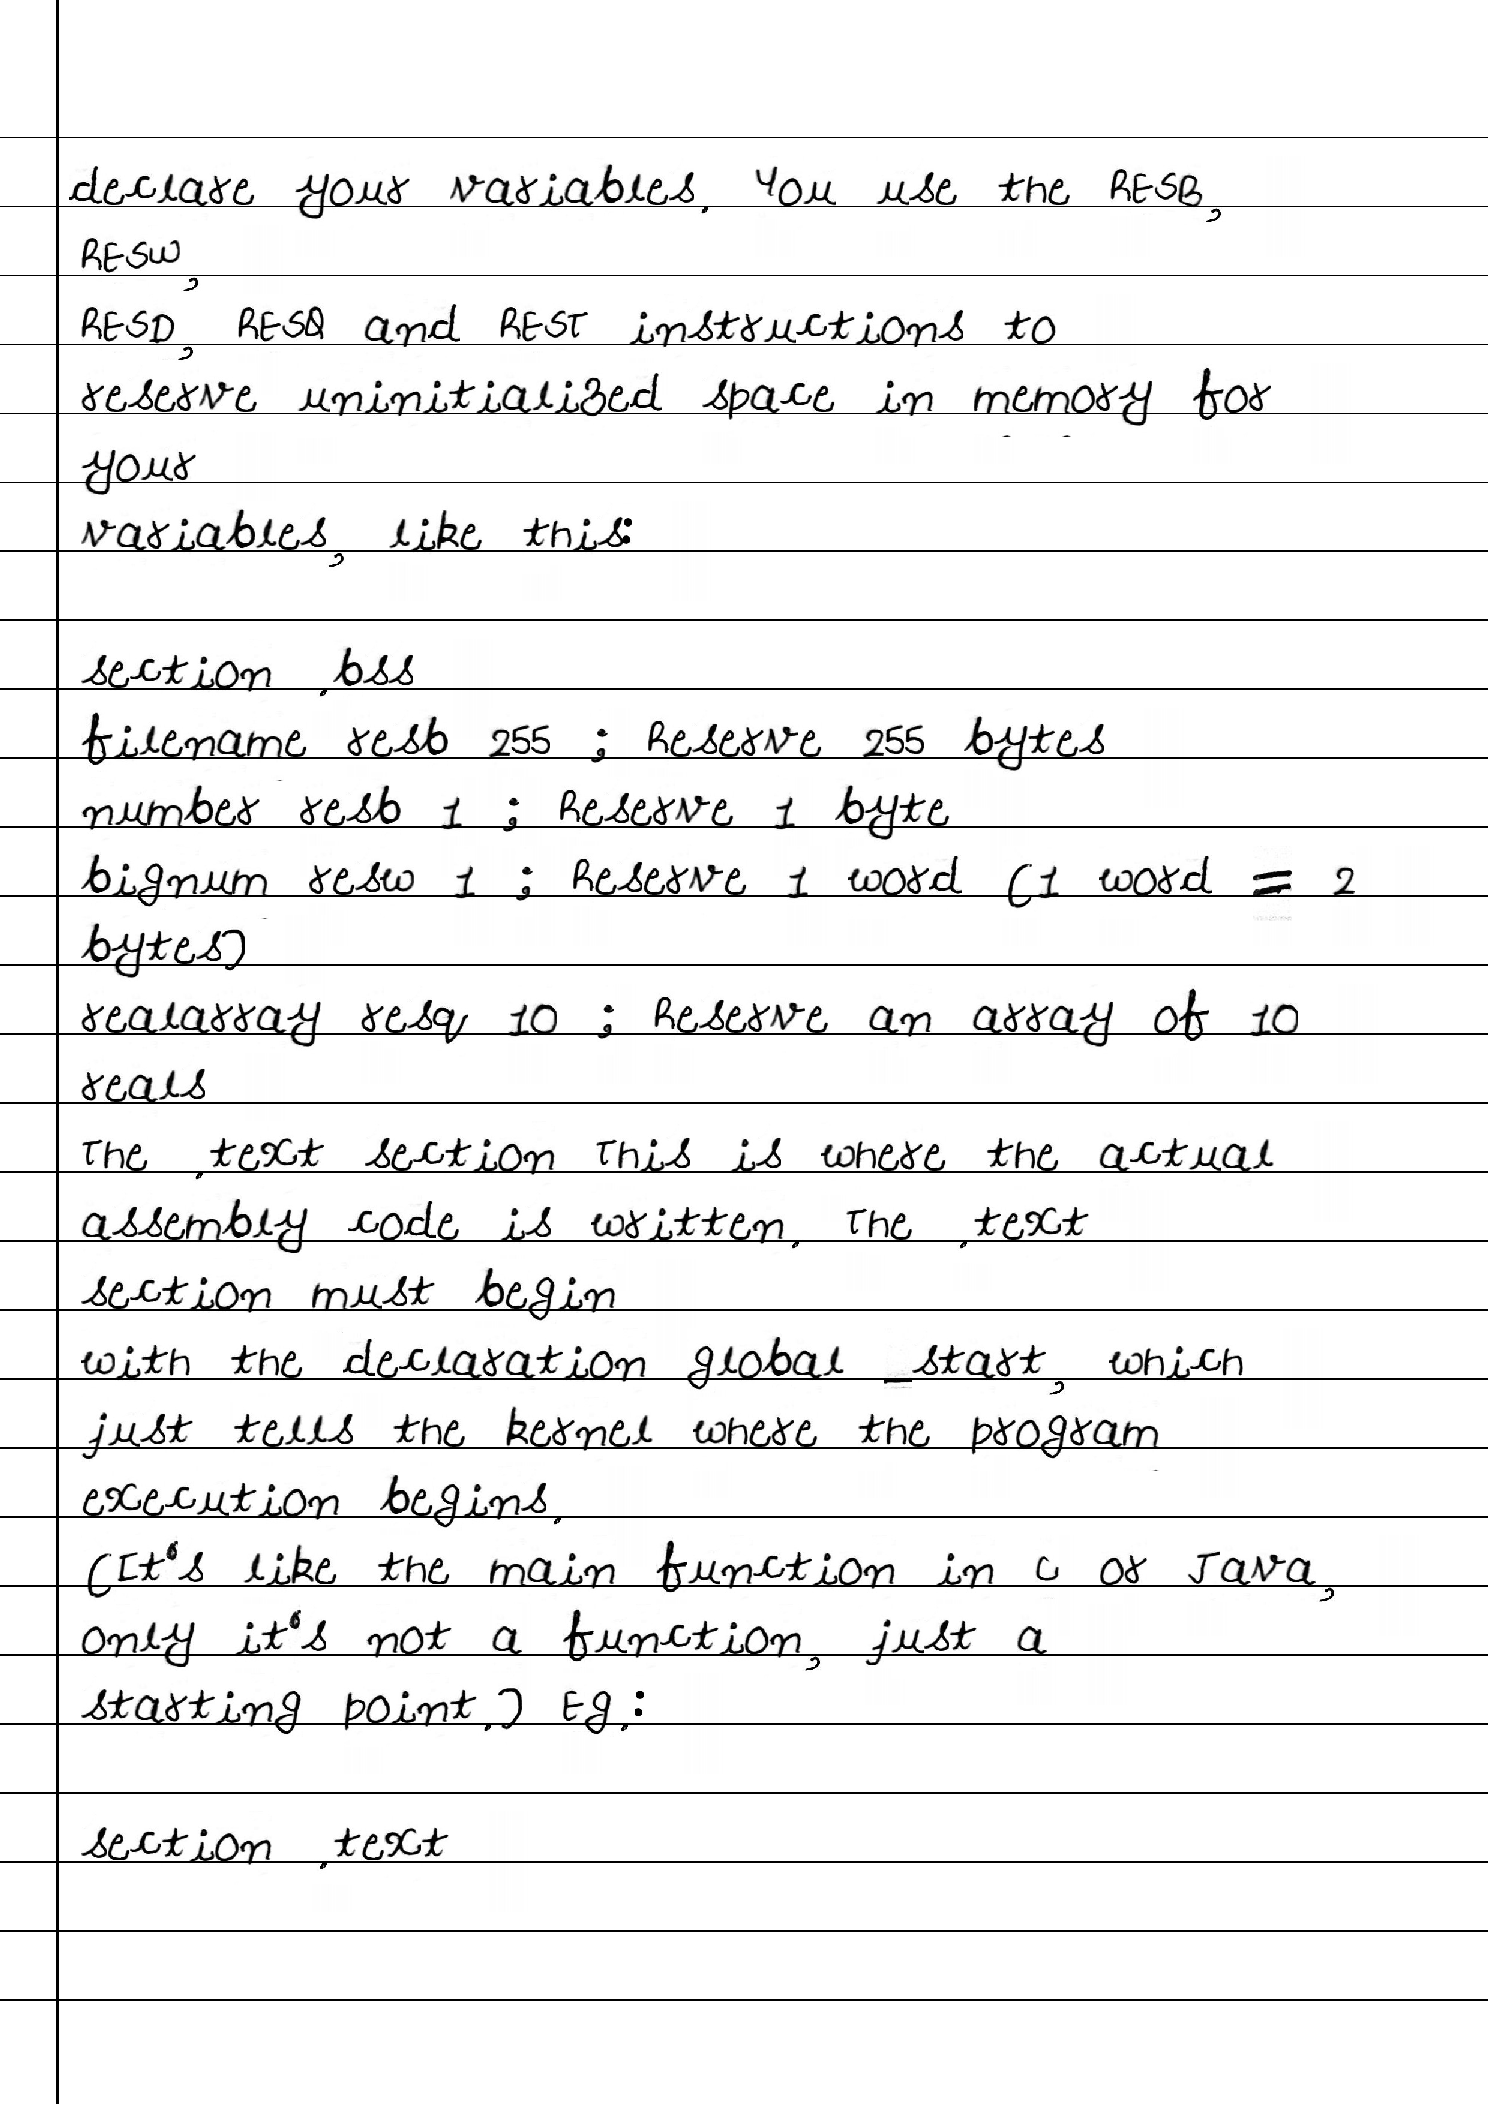 declare your variables. You use the RESB,
RESW,
RESD, RESQ and REST instructions to
reserve uninitialized space in memory for
your
variables, like this:
section .bss
filename resb 255 ; Reserve 255 bytes
number resb 1 ; Reserve 1 byte
bignum resw 1 ; Reserve 1 word (1 word = 2
bytes)
realarray resq 10 ; Reserve an array of 10
reals
The .text section This is where the actual
assembly code is written. The .text
section must begin
with the declaration global _start, which
just tells the kernel where the program
execution begins.
(It's like the main function in C or Java,
only it's not a function, just a
starting point.) Eg.:
section .text